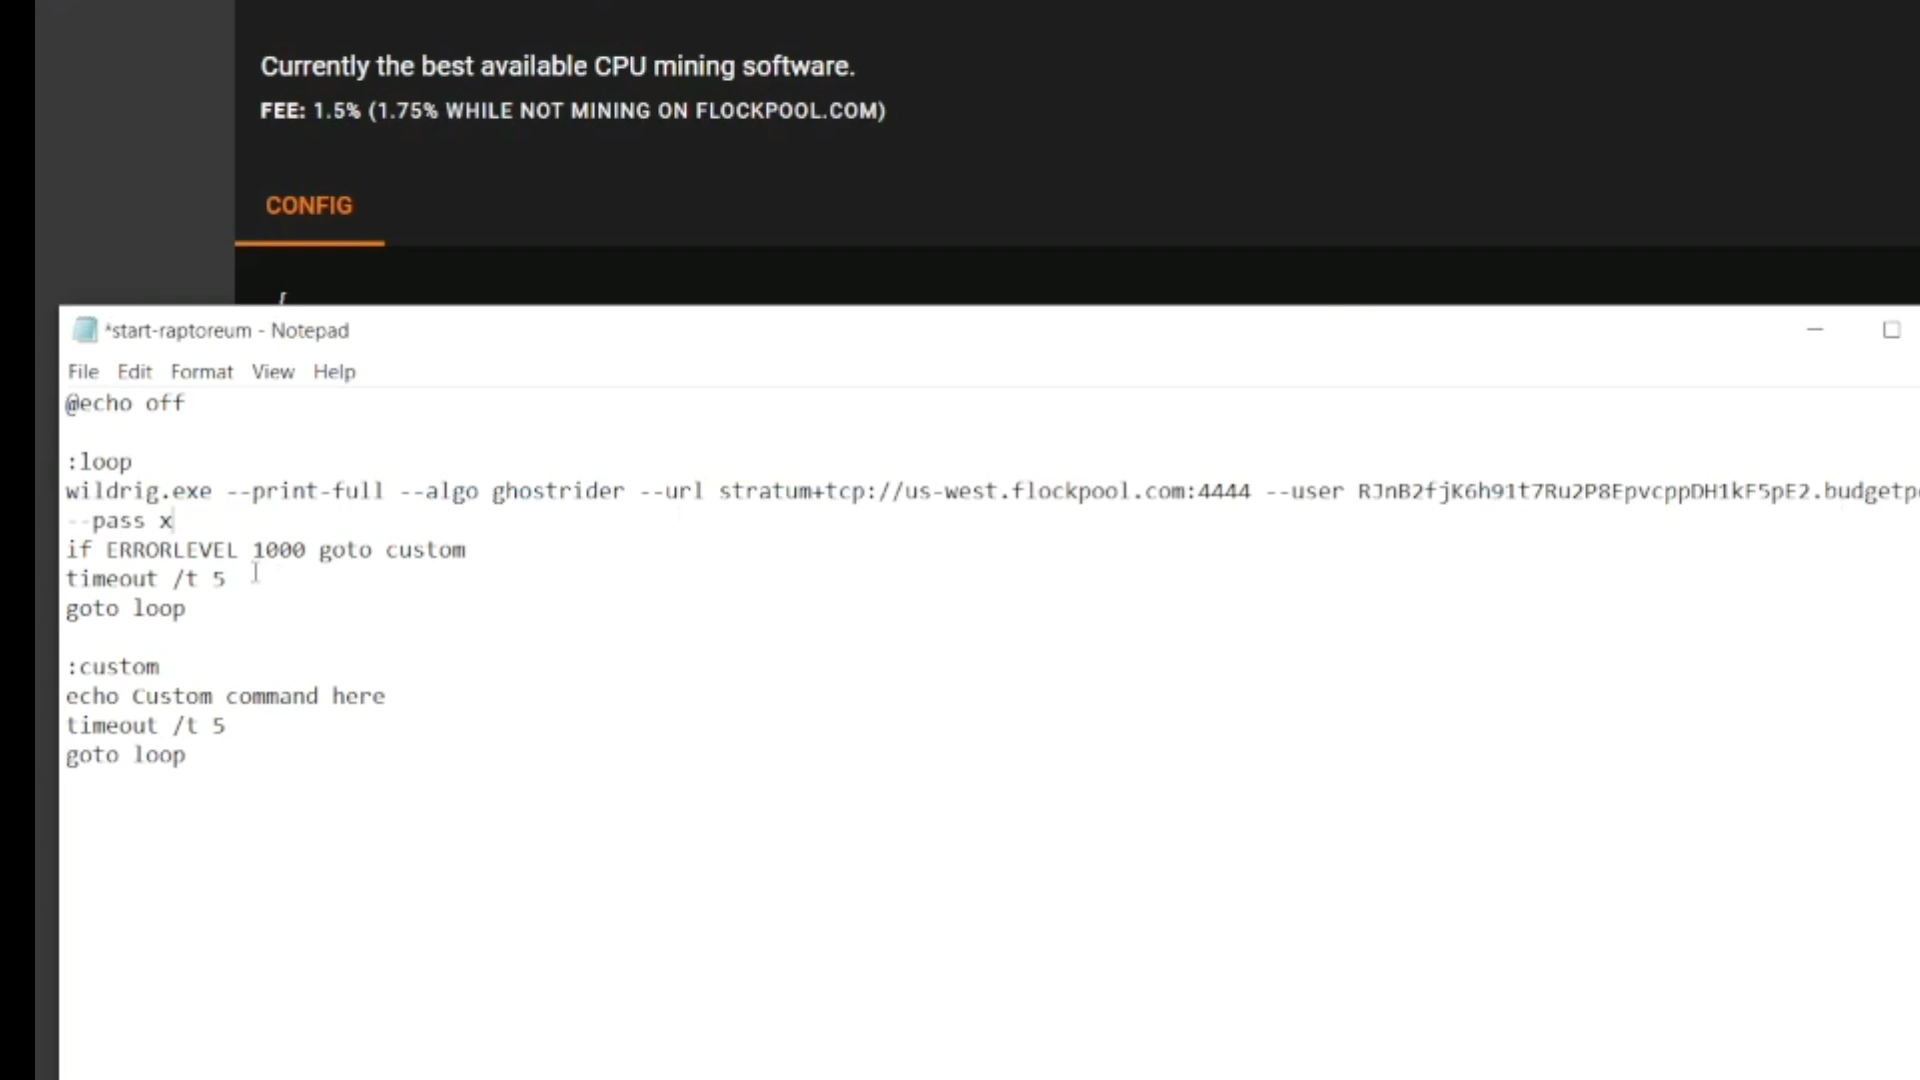 Currently the best available CPU mining software.
FEE: 1.5% (1.75% WHILE NOT MINING ON FLOCKPOOL.COM)
CONFIG
*start-raptoreum - Notepad
File Edit Format View Help
@echo off
:loop
wildrig.exe --print-full --algo ghostrider --url stratum+tcp://us-west.flockpool.com:4444 --user RJnB2fjK6h91t7Ru2P8EpvcppDH1kF5pE2.budgetp
--pass x
if ERRORLEVEL 1000 goto custom
timeout /t 5
goto loop
:custom
echo Custom command here
timeout /t 5
goto loop